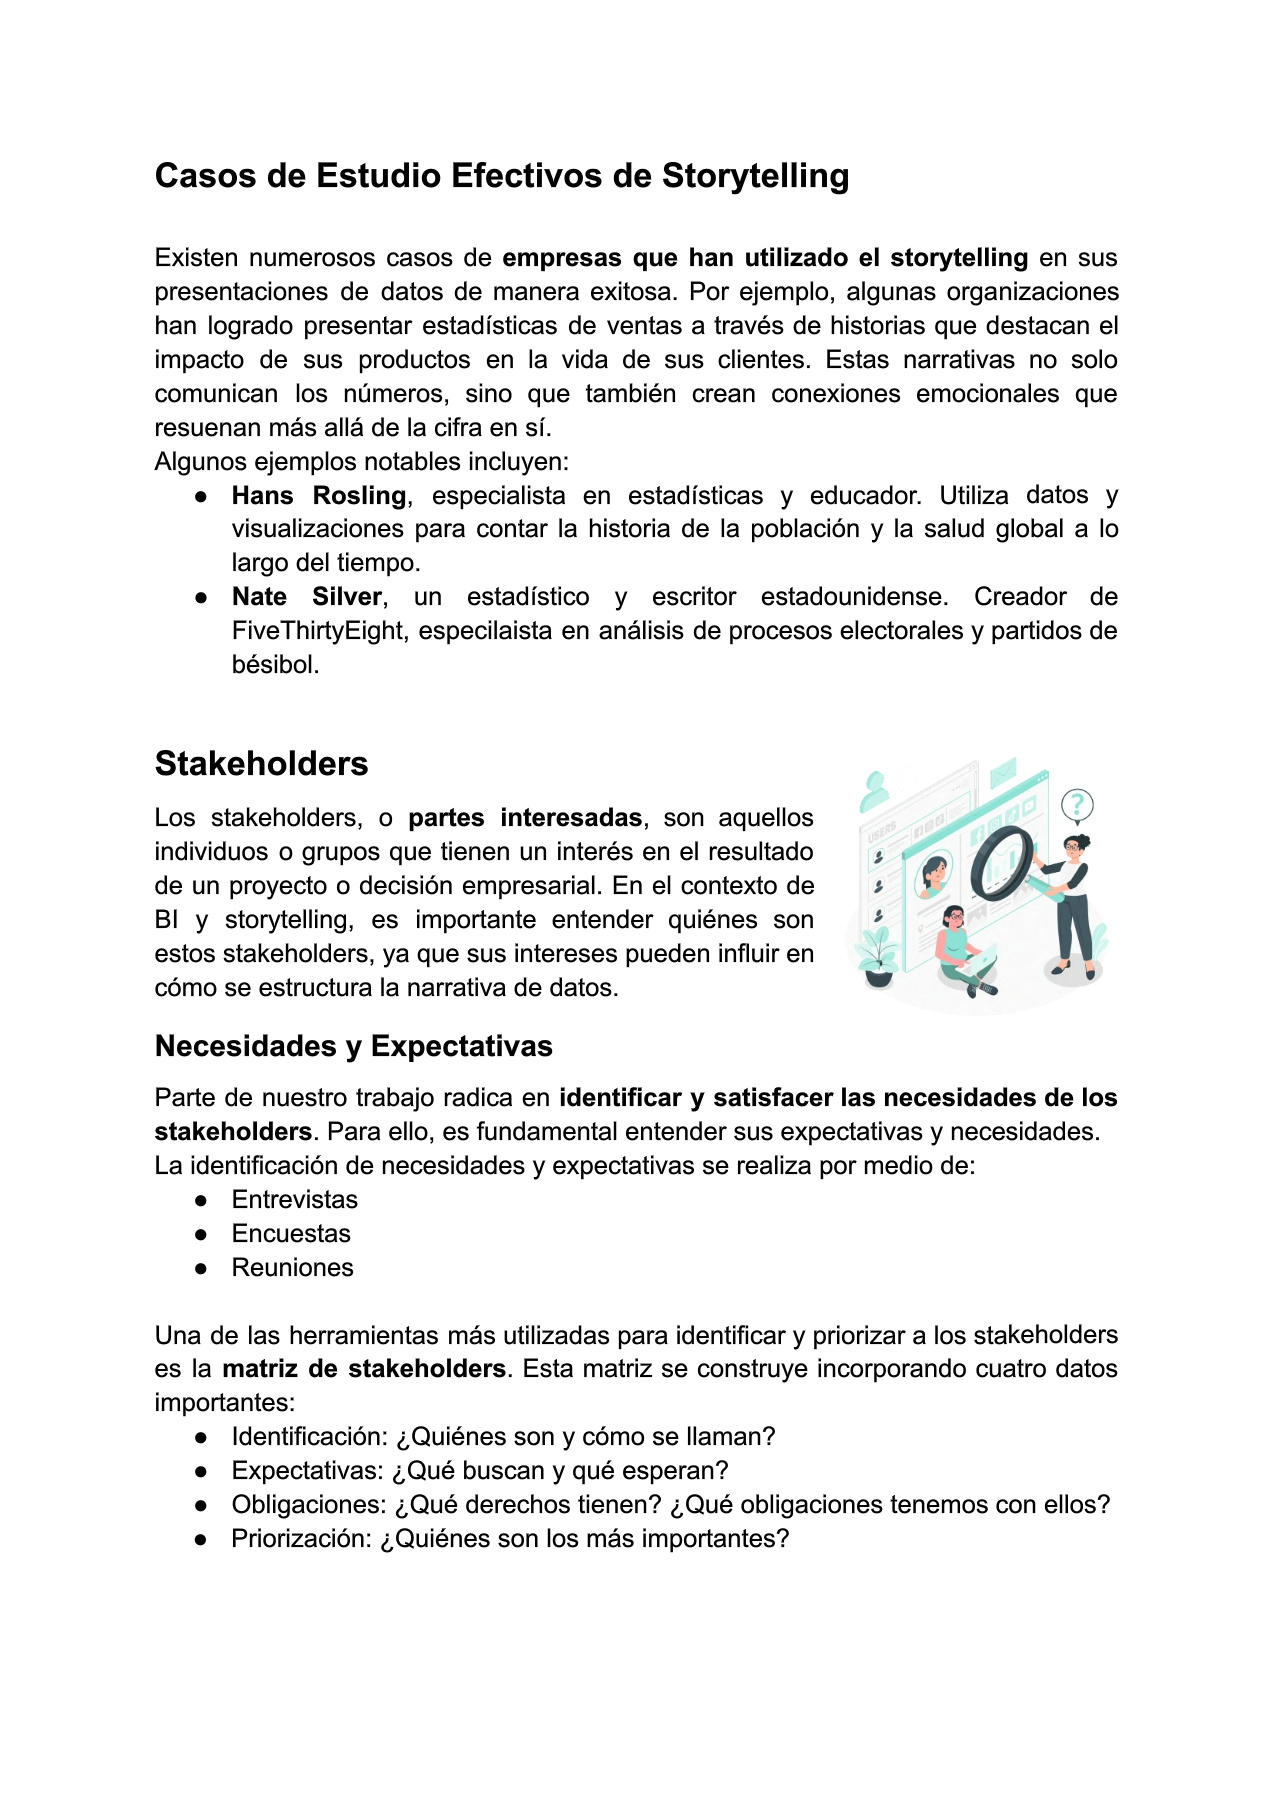 Casos de Estudio Efectivos de Storytelling
Existen numerosos casos de empresas que han utilizado el storytelling en sus
presentaciones de datos de manera exitosa. Por ejemplo, algunas organizaciones
han logrado presentar estadísticas de ventas a través de historias que destacan el
impacto de sus productos en la vida de sus clientes. Estas narrativas no solo
comunican los números, sino que también crean conexiones emocionales que
resuenan más allá de la cifra en sí.
Algunos ejemplos notables incluyen:
● Hans Rosling, especialista en estadísticas y educador. Utiliza datos y
visualizaciones para contar la historia de la población y la salud global a lo
largo del tiempo.
● Nate Silver, un estadístico y escritor estadounidense. Creador de
FiveThirtyEight, especilaista en análisis de procesos electorales y partidos de
bésibol.
Stakeholders
Los stakeholders, o partes interesadas, son aquellos
individuos o grupos que tienen un interés en el resultado
de un proyecto o decisión empresarial. En el contexto de
BI y storytelling, es importante entender quiénes son
estos stakeholders, ya que sus intereses pueden influir en
cómo se estructura la narrativa de datos.
USERS
?
Necesidades y Expectativas
Parte de nuestro trabajo radica en identificar y satisfacer las necesidades de los
stakeholders. Para ello, es fundamental entender sus expectativas y necesidades.
La identificación de necesidades y expectativas se realiza por medio de:
● Entrevistas
● Encuestas
● Reuniones
Una de las herramientas más utilizadas para identificar y priorizar a los stakeholders
es la matriz de stakeholders. Esta matriz se construye incorporando cuatro datos
importantes:
● Identificación: ¿Quiénes son y cómo se llaman?
● Expectativas: ¿Qué buscan y qué esperan?
● Obligaciones: ¿Qué derechos tienen? ¿Qué obligaciones tenemos con ellos?
● Priorización: ¿Quiénes son los más importantes?